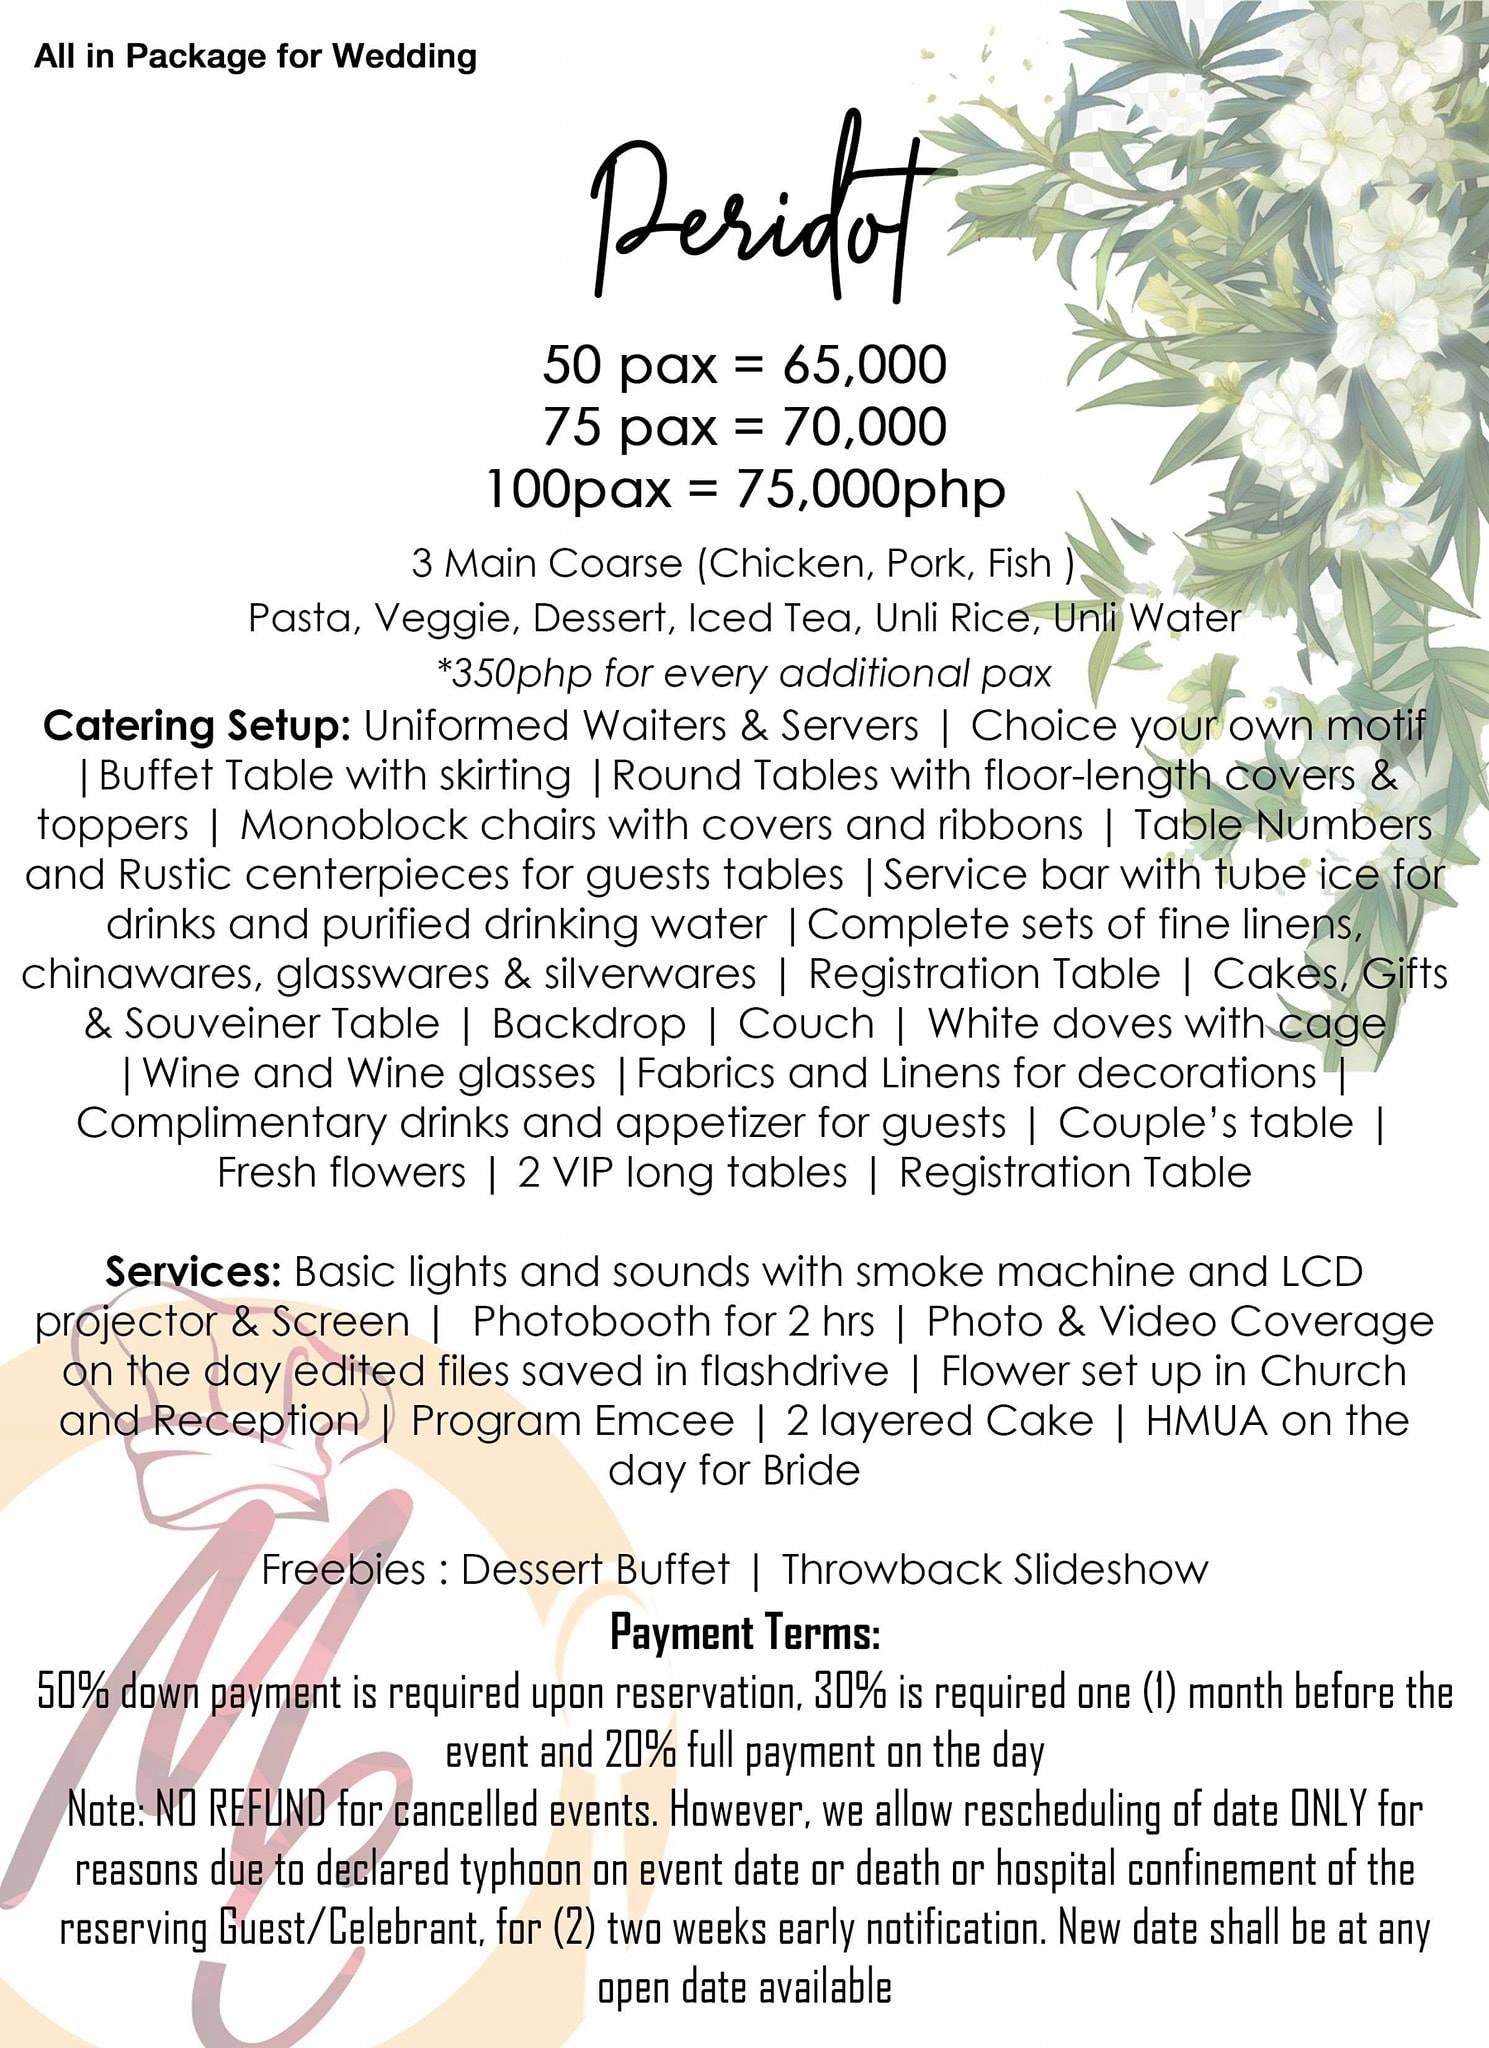 All in Package for Wedding
Peridot
50 pax = 65,000
75 pax = 70,000
100pax = 75,000php
3 Main Coarse (Chicken, Pork, Fish )
Pasta, Veggie, Dessert, Iced Tea, Unli Rice, Unli Water
*350php for every additional pax
Catering Setup: Uniformed Waiters & Servers | Choice your own motif
|Buffet Table with skirting |Round Tables with floor-length covers &
toppers | Monoblock chairs with covers and ribbons | Table Numbers
and Rustic centerpieces for guests tables |Service bar with tube ice for
drinks and purified drinking water |Complete sets of fine linens,
chinawares, glasswares & silverwares | Registration Table | Cakes, Gifts
& Souveiner Table | Backdrop | Couch | White doves with cage
|Wine and Wine glasses |Fabrics and Linens for decorations |
Complimentary drinks and appetizer for guests | Couple’s table |
Fresh flowers | 2 VIP long tables | Registration Table
Services: Basic lights and sounds with smoke machine and LCD
projector & Screen | Photobooth for 2 hrs | Photo & Video Coverage
on the day edited files saved in flashdrive | Flower set up in Church
and Reception | Program Emcee | 2 layered Cake | HMUA on the
day for Bride
Freebies : Dessert Buffet | Throwback Slideshow
Payment Terms:
50% down payment is required upon reservation, 30% is required one (1) month before the
event and 20% full payment on the day
Note: NO REFUND for cancelled events. However, we allow rescheduling of date ONLY for
reasons due to declared typhoon on event date or death or hospital confinement of the
reserving Guest/Celebrant, for (2) two weeks early notification. New date shall be at any
open date available